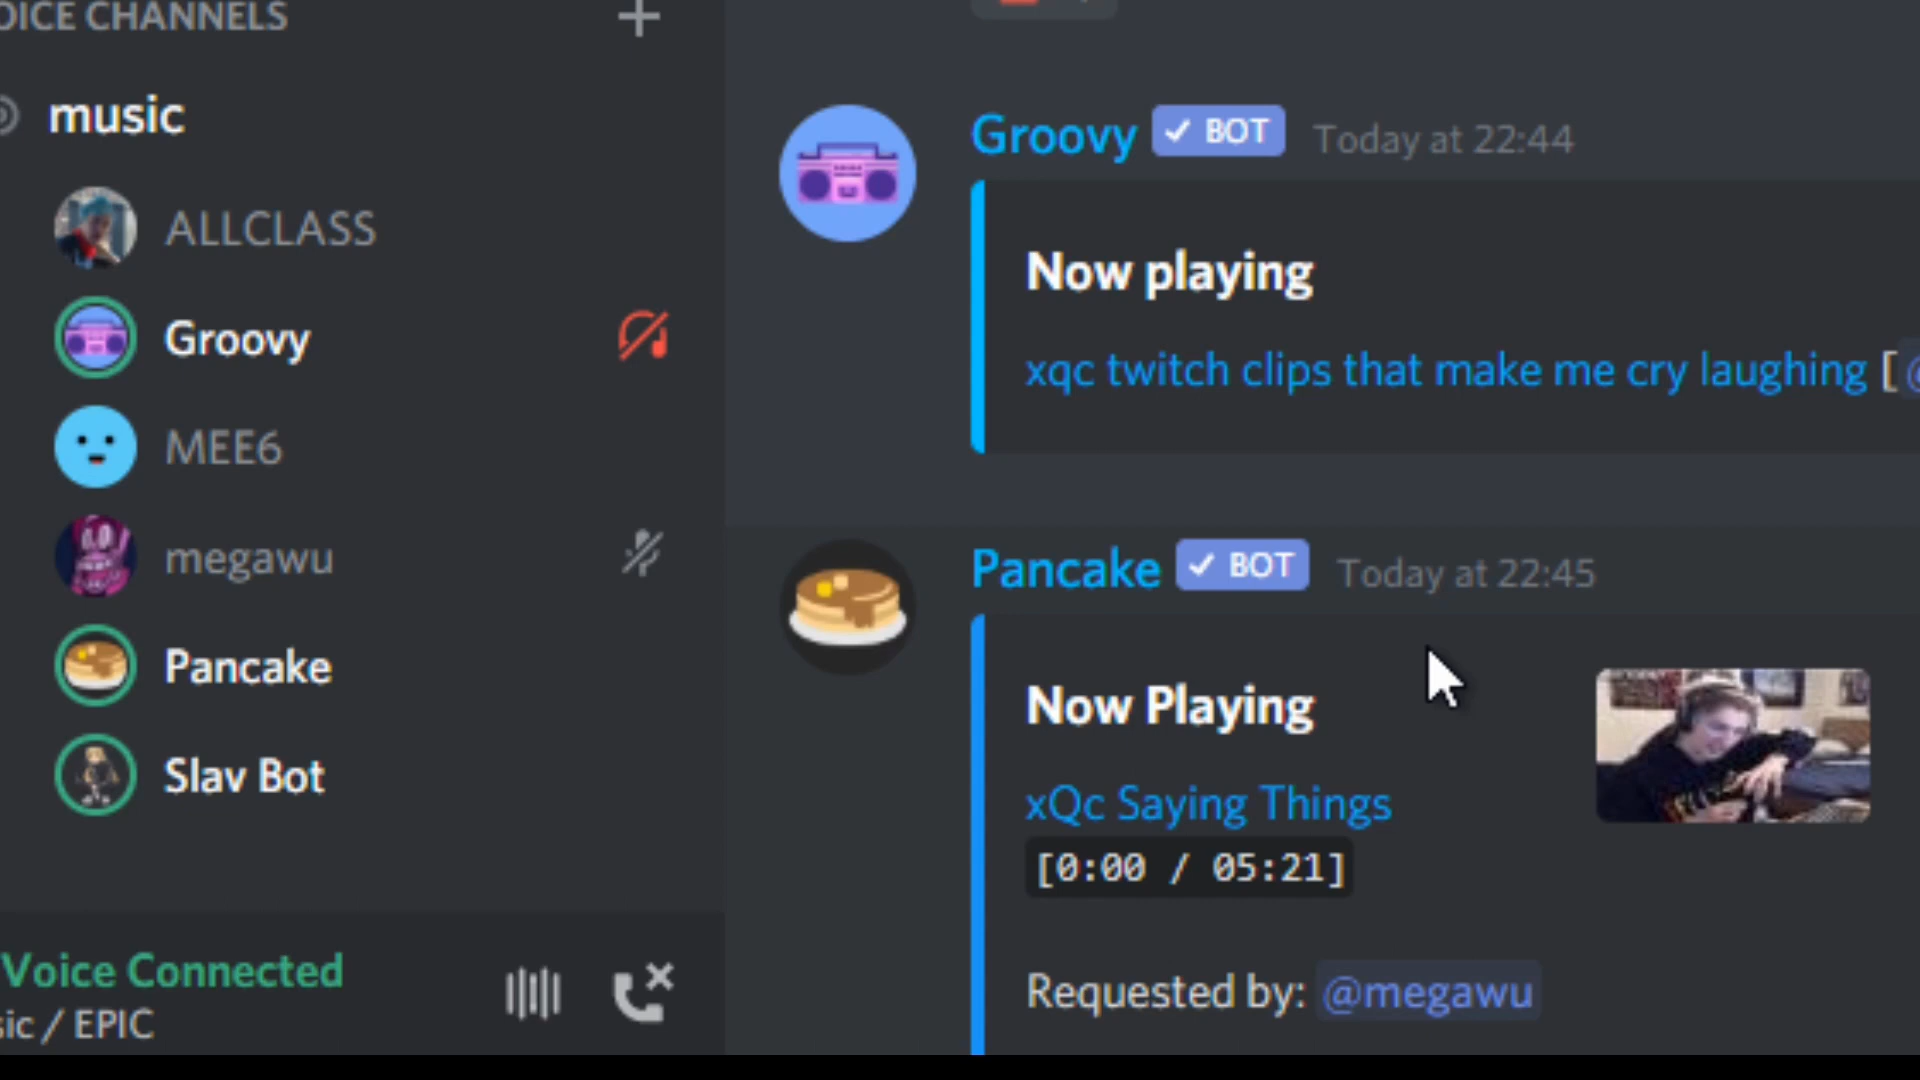 OICE CHANNELS
music
ALLCLASS
Groovy
MEE6
megawu
Pancake
Slav Bot
Voice Connected
sic / EPIC
Groovy ✓ BOT Today at 22:44
Now playing
xqc twitch clips that make me cry laughing [@
Pancake ✓ BOT Today at 22:45
Now Playing
xQc Saying Things
[0:00 / 05:21]
Requested by: @megawu